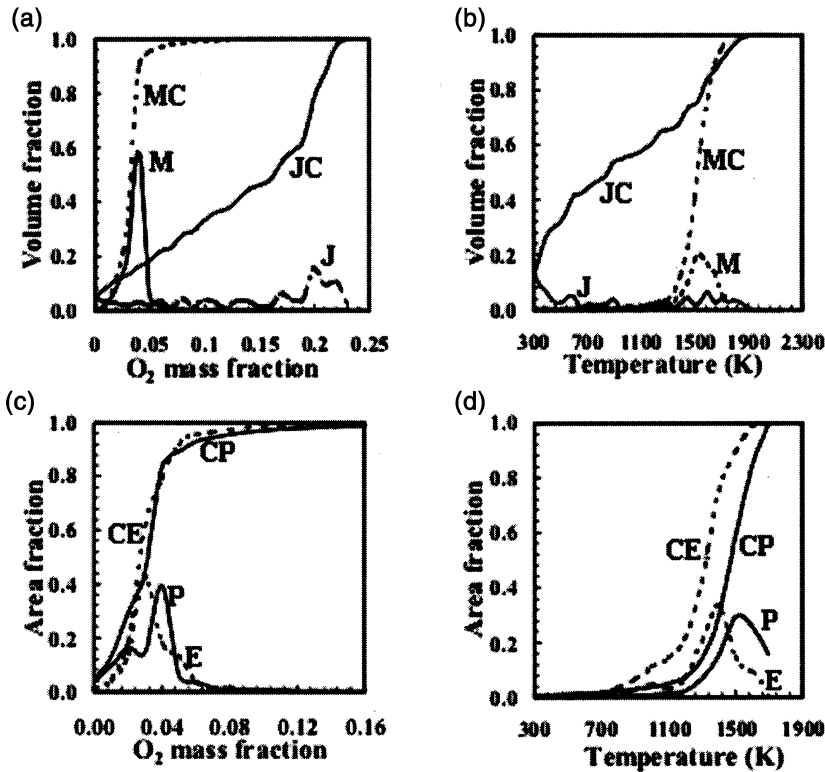 (a)
1.0
0.8
0.6
0.4
0.2
0.0
Volume fraction
MC
M
JC
J
0 0.05 0.1 0.15 0.2 0.25
O2 mass fraction
(b)
1.0
0.8
0.6
0.4
0.2
0.0
Volume fraction
MC
JC
J
M
300 700 1100 1500 1900 2300
Temperature (K)
(c)
1.0
0.8
0.6
0.4
0.2
0.0
Area fraction
CP
CE
P
E
0.00 0.04 0.08 0.12 0.16
O2 mass fraction
(d)
1.0
0.8
0.6
0.4
0.2
0.0
Area fraction
CE
CP
P
E
300 700 1100 1500 1900
Temperature (K)